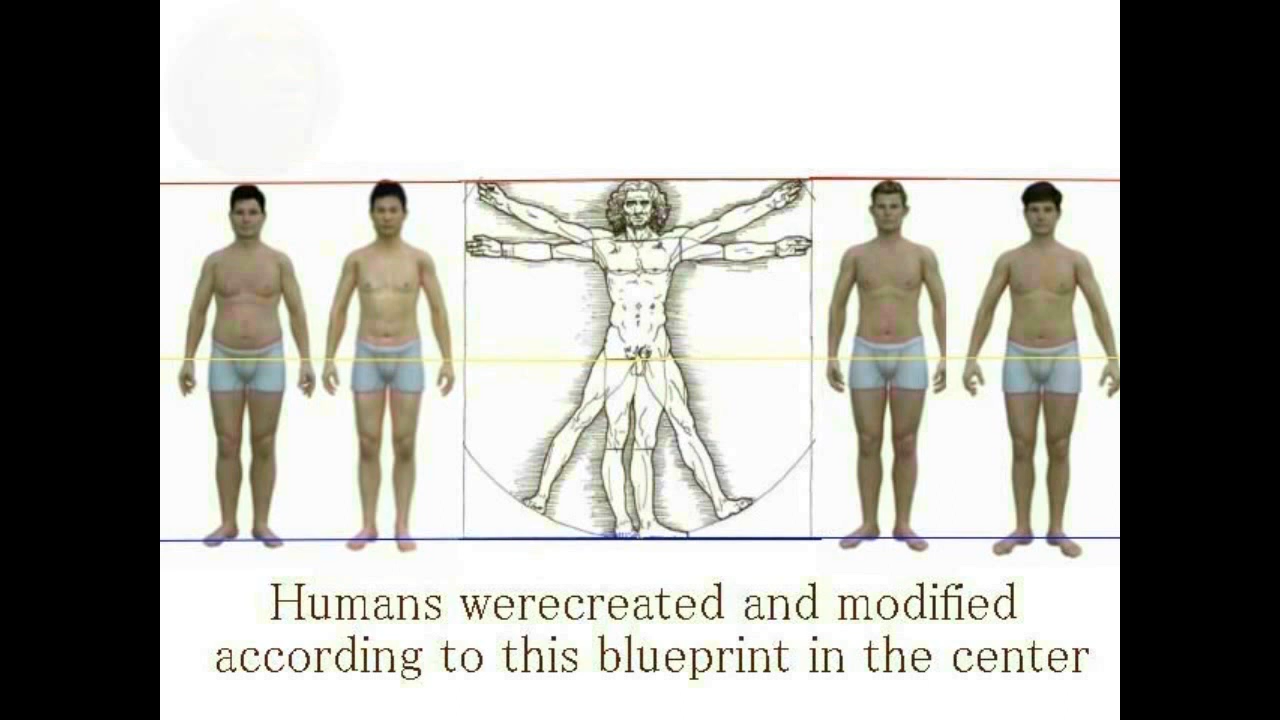 Humans werecreated and modified
according to this blueprint in the center